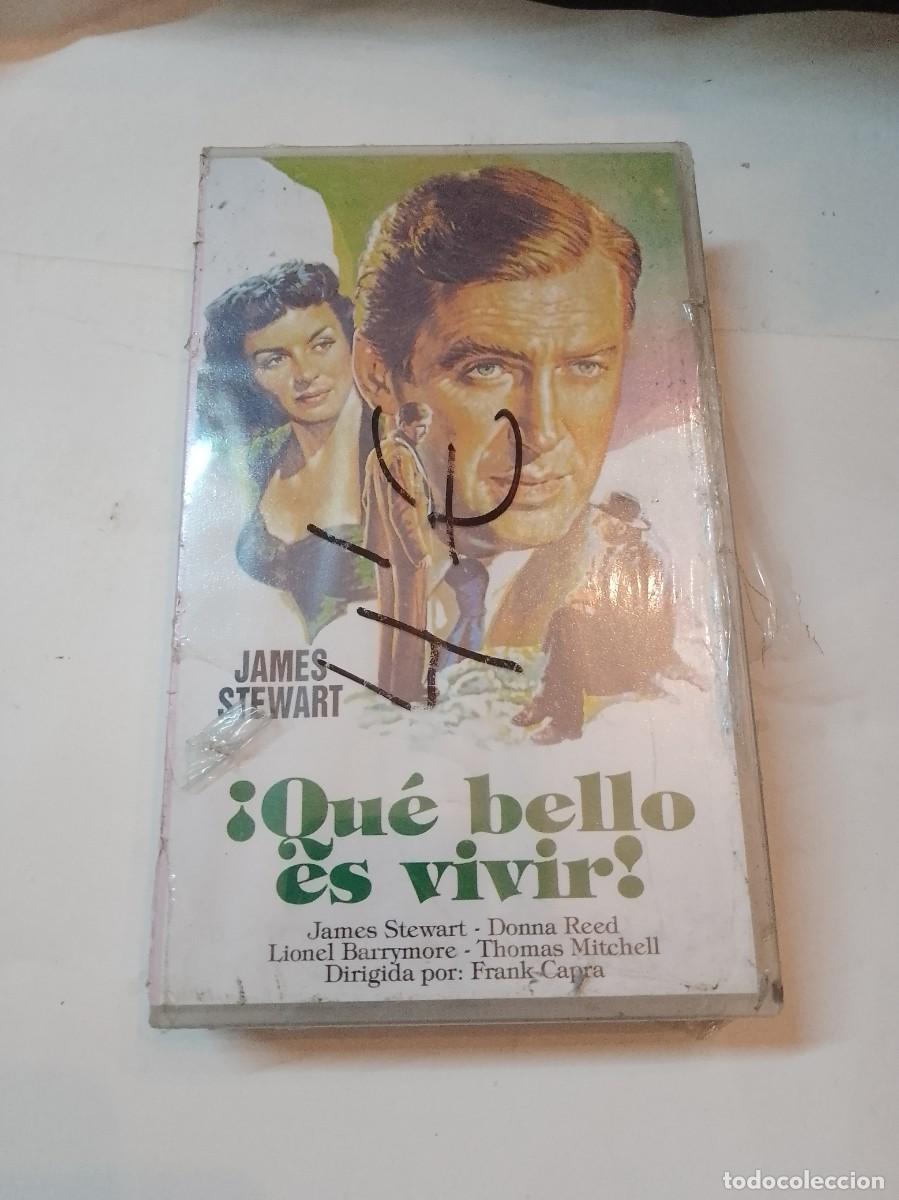 JAMES
STEWART
¡Qué bello
es vivir!
James Stewart - Donna Reed
Lionel Barrymore - Thomas Mitchell
Dirigida por: Frank Capra
todocoleccion